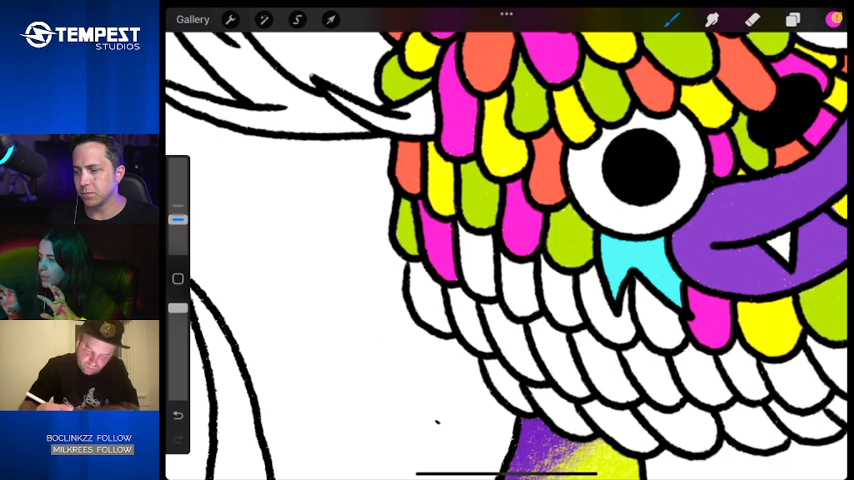 TEMPEST
STUDIOS
Gallery
BOCLINKZZ FOLLOW
MILKREES FOLLOW